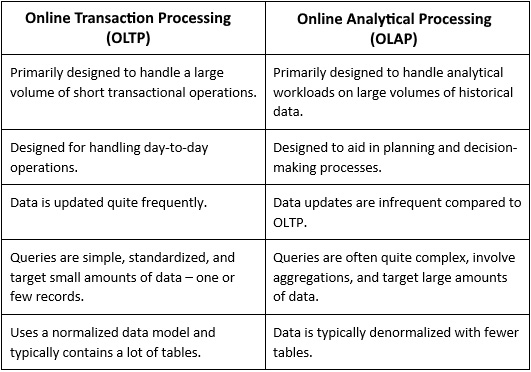 Online Transaction Processing
(OLTP)
Online Analytical Processing
(OLAP)
Primarily designed to handle a large
volume of short transactional operations.
Primarily designed to handle analytical
workloads on large volumes of historical
data.
Designed for handling day-to-day
operations.
Designed to aid in planning and decision-
making processes.
Data is updated quite frequently.
Data updates are infrequent compared to
OLTP.
Queries are simple, standardized, and
target small amounts of data – one or
few records.
Queries are often quite complex, involve
aggregations, and target large amounts
of data.
Uses a normalized data model and
typically contains a lot of tables.
Data is typically denormalized with fewer
tables.